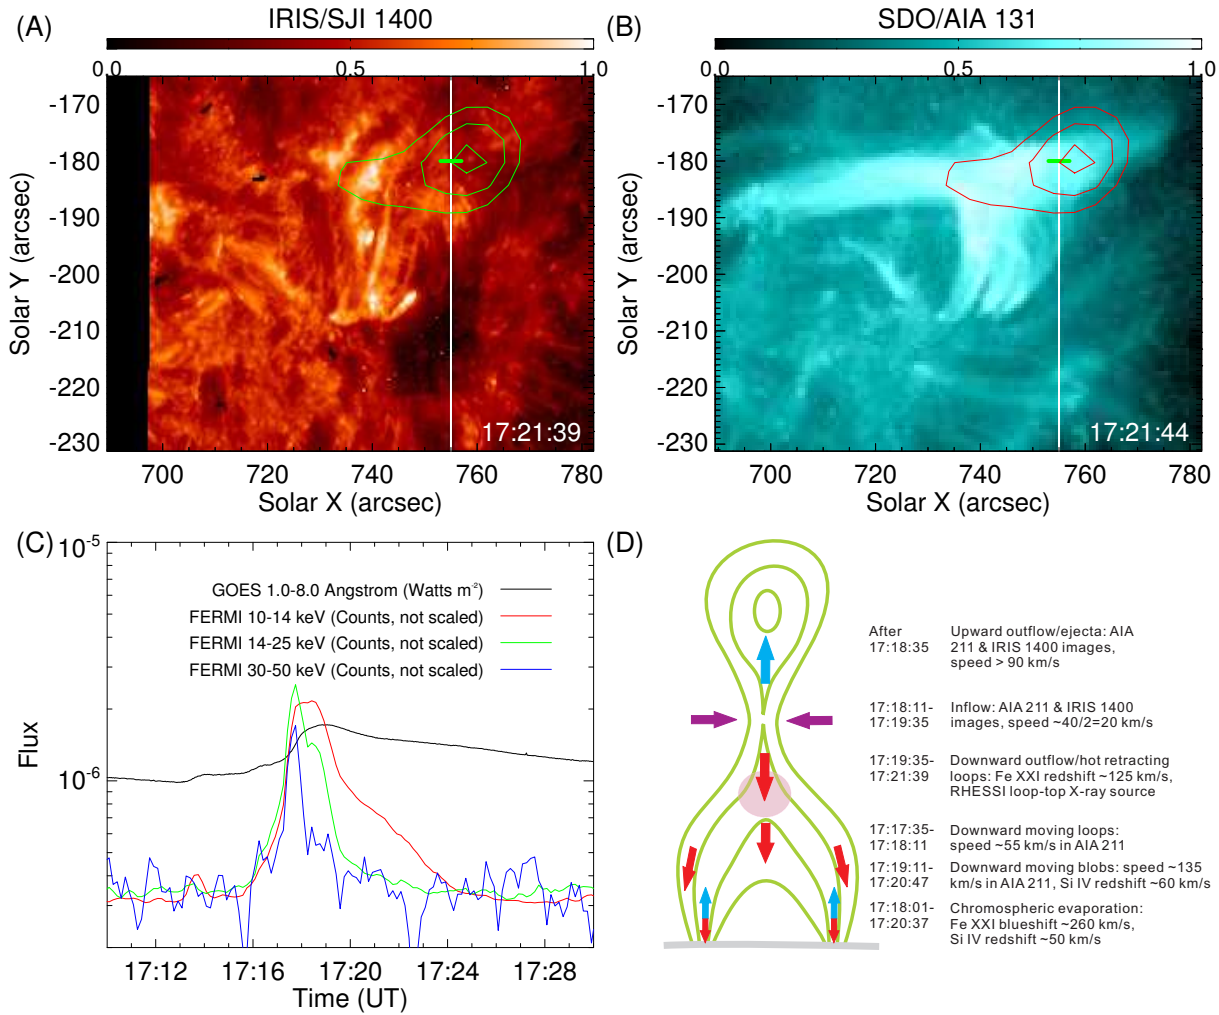 (A)
IRIS/SJI 1400
0.0
0.5
1.0
Solar Y (arcsec)
-170
-180
-190
-200
-210
-220
-230
17:21:39
700
720
740
760
780
Solar X (arcsec)
(B)
SDO/AIA 131
0.0
0.5
1.0
Solar Y (arcsec)
-170
-180
-190
-200
-210
-220
-230
17:21:44
700
720
740
760
780
Solar X (arcsec)
(C)
10-5
10-6
Flux
GOES 1.0-8.0 Angstrom (Watts m-2)
FERMI 10-14 keV (Counts, not scaled)
FERMI 14-25 keV (Counts, not scaled)
FERMI 30-50 keV (Counts, not scaled)
17:12
17:16
17:20
17:24
17:28
Time (UT)
(D)
After
17:18:35
Upward outflow/ejecta: AIA
211 & IRIS 1400 images,
speed > 90 km/s
17:18:11-
17:19:35
Inflow: AIA 211 & IRIS 1400
images, speed ~40/2=20 km/s
17:19:35-
17:21:39
Downward outflow/hot retracting
loops: Fe XXI redshift ~125 km/s,
RHESSI loop-top X-ray source
17:17:35-
17:18:11
Downward moving loops:
speed ~55 km/s in AIA 211
17:19:11-
17:20:47
Downward moving blobs: speed ~135
km/s in AIA 211, Si IV redshift ~60 km/s
17:18:01-
17:20:37
Chromospheric evaporation:
Fe XXI blueshift ~260 km/s,
Si IV redshift ~50 km/s